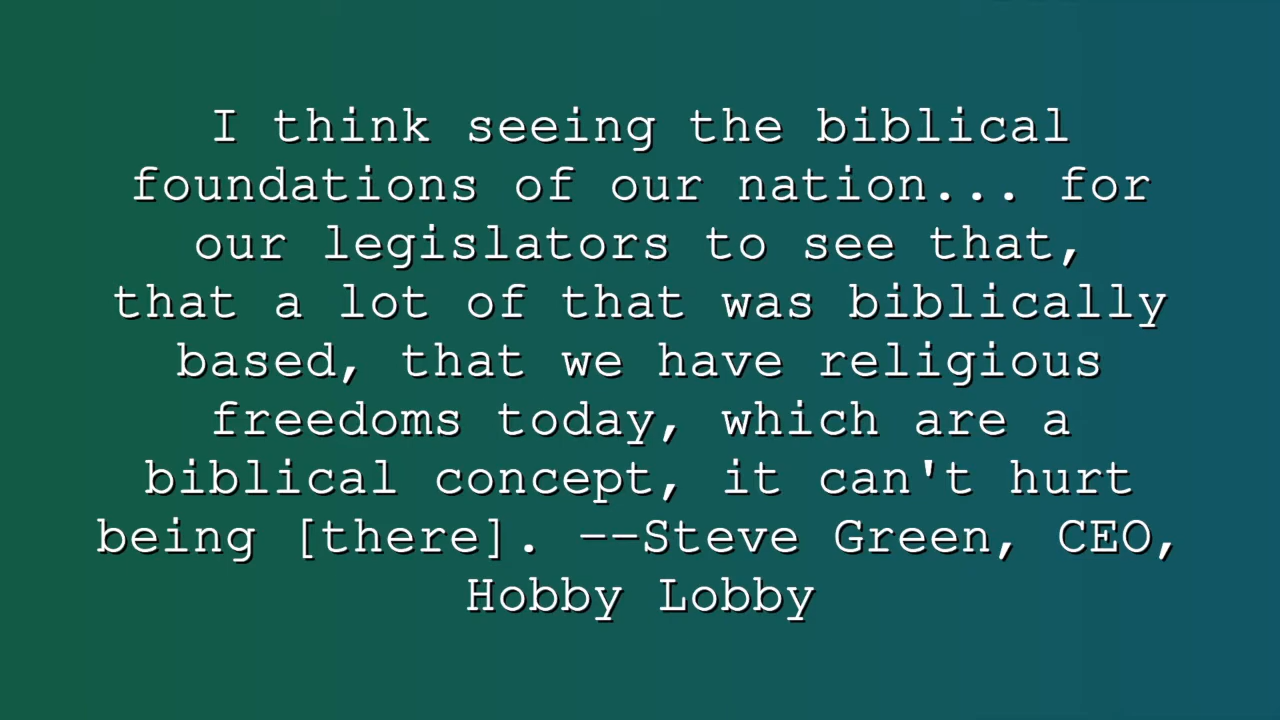 I think seeing the biblical
foundations of our nation... for
our legislators to see that,
that a lot of that was biblically
based, that we have religious
freedoms today, which are a
biblical concept, it can't hurt
being [there]. --Steve Green, CEO,
Hobby Lobby